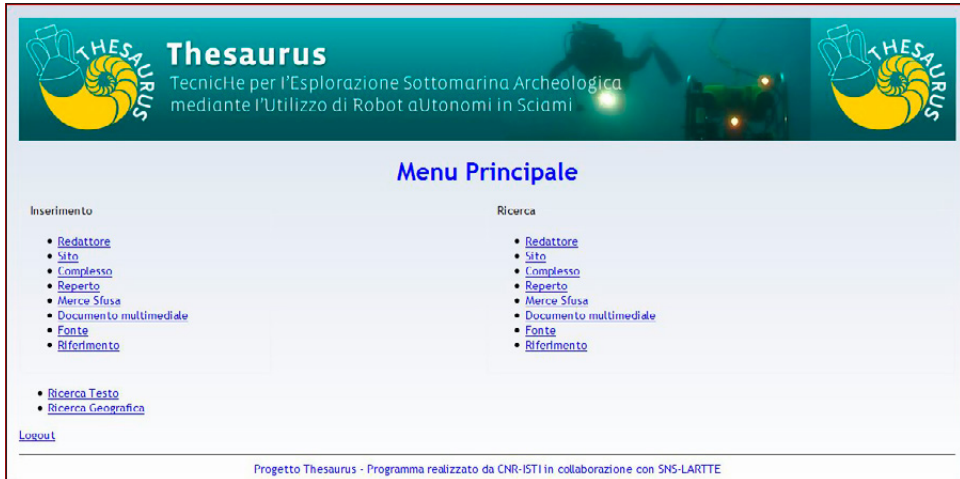 THESAURUS
Thesaurus
TecnicHe per l'Esplorazione Sottomarina Archeologica
mediante l'Utilizzo di Robot aUtonomi in Sciami
THESAURUS
Menu Principale
Inserimento
Redattore
Sito
Complesso
Reperto
Merce Sfusa
Documento multimediale
Fonte
Riferimento
Ricerca
Redattore
Sito
Complesso
Reperto
Merce Sfusa
Documento multimediale
Fonte
Riferimento
Ricerca Testo
Ricerca Geografica
Logout
Progetto Thesaurus - Programma realizzato da CNR-ISTI in collaborazione con SNS-LARTTE